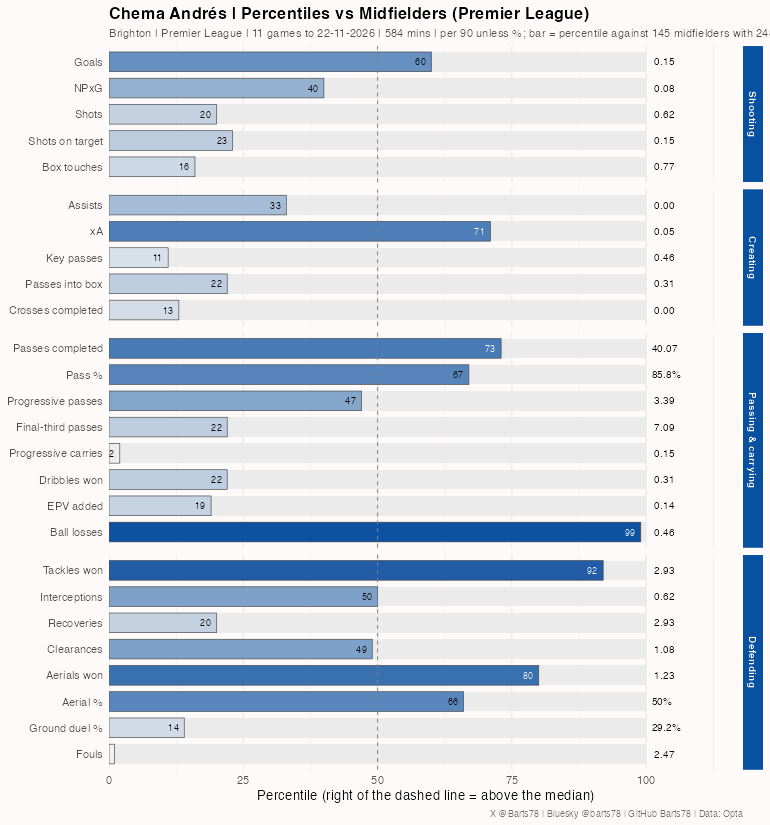 Chema Andrés | Percentiles vs Midfielders (Premier League)
Brighton | Premier League | 11 games to 22-11-2026 | 584 mins | per 90 unless %; bar = percentile against 145 midfielders with
Goals 60 0.15
NPxG 40 0.08
Shots 20 0.62
Shots on target 23 0.15
Box touches 16 0.77
Shooting
Assists 33 0.00
xA 71 0.05
Key passes 11 0.46
Passes into box 22 0.31
Crosses completed 13 0.00
Creating
Passes completed 73 40.07
Pass % 67 85.8%
Progressive passes 47 3.39
Final-third passes 22 7.09
Progressive carries 2 0.15
Dribbles won 22 0.31
EPV added 19 0.14
Ball losses 99 0.46
Passing & carrying
Tackles won 92 2.93
Interceptions 50 0.62
Recoveries 20 2.93
Clearances 49 1.08
Aerials won 80 1.23
Aerial % 66 50%
Ground duel % 14 29.2%
Fouls 2.47
Defending
0 25 50 75 100
Percentile (right of the dashed line = above the median)
X @Barts78 | Bluesky @barts78 | GitHub Barts78 | Data: Opta